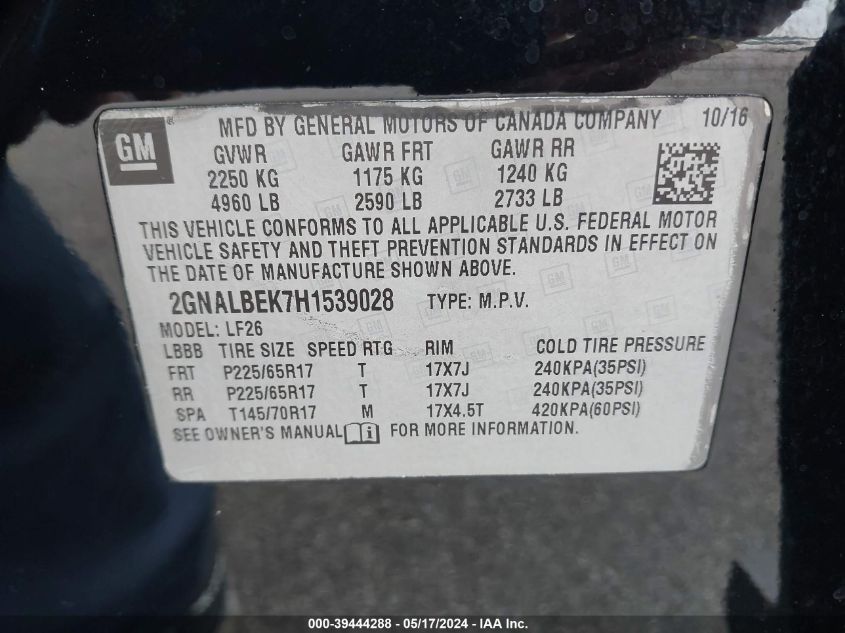 GM ® MFD BY GENERAL MOTORS OF CANADA COMPANY 10/16
GVWR GAWR FRT GAWR RR
2250 KG 1175 KG 1240 KG
4960 LB 2590 LB 2733 LB
THIS VEHICLE CONFORMS TO ALL APPLICABLE U.S. FEDERAL MOTOR
VEHICLE SAFETY AND THEFT PREVENTION STANDARDS IN EFFECT ON
THE DATE OF MANUFACTURE SHOWN ABOVE.
2GNALBEK7H1539028 TYPE: M.P.V.
MODEL: LF26
LBBB TIRE SIZE SPEED RTG RIM COLD TIRE PRESSURE
FRT P225/65R17 T 17X7J 240KPA(35PSI)
RR P225/65R17 T 17X7J 240KPA(35PSI)
SPA T145/70R17 M 17X4.5T 420KPA(60PSI)
SEE OWNER'S MANUAL i FOR MORE INFORMATION.
000-39444288 - 05/17/2024 - IAA Inc.